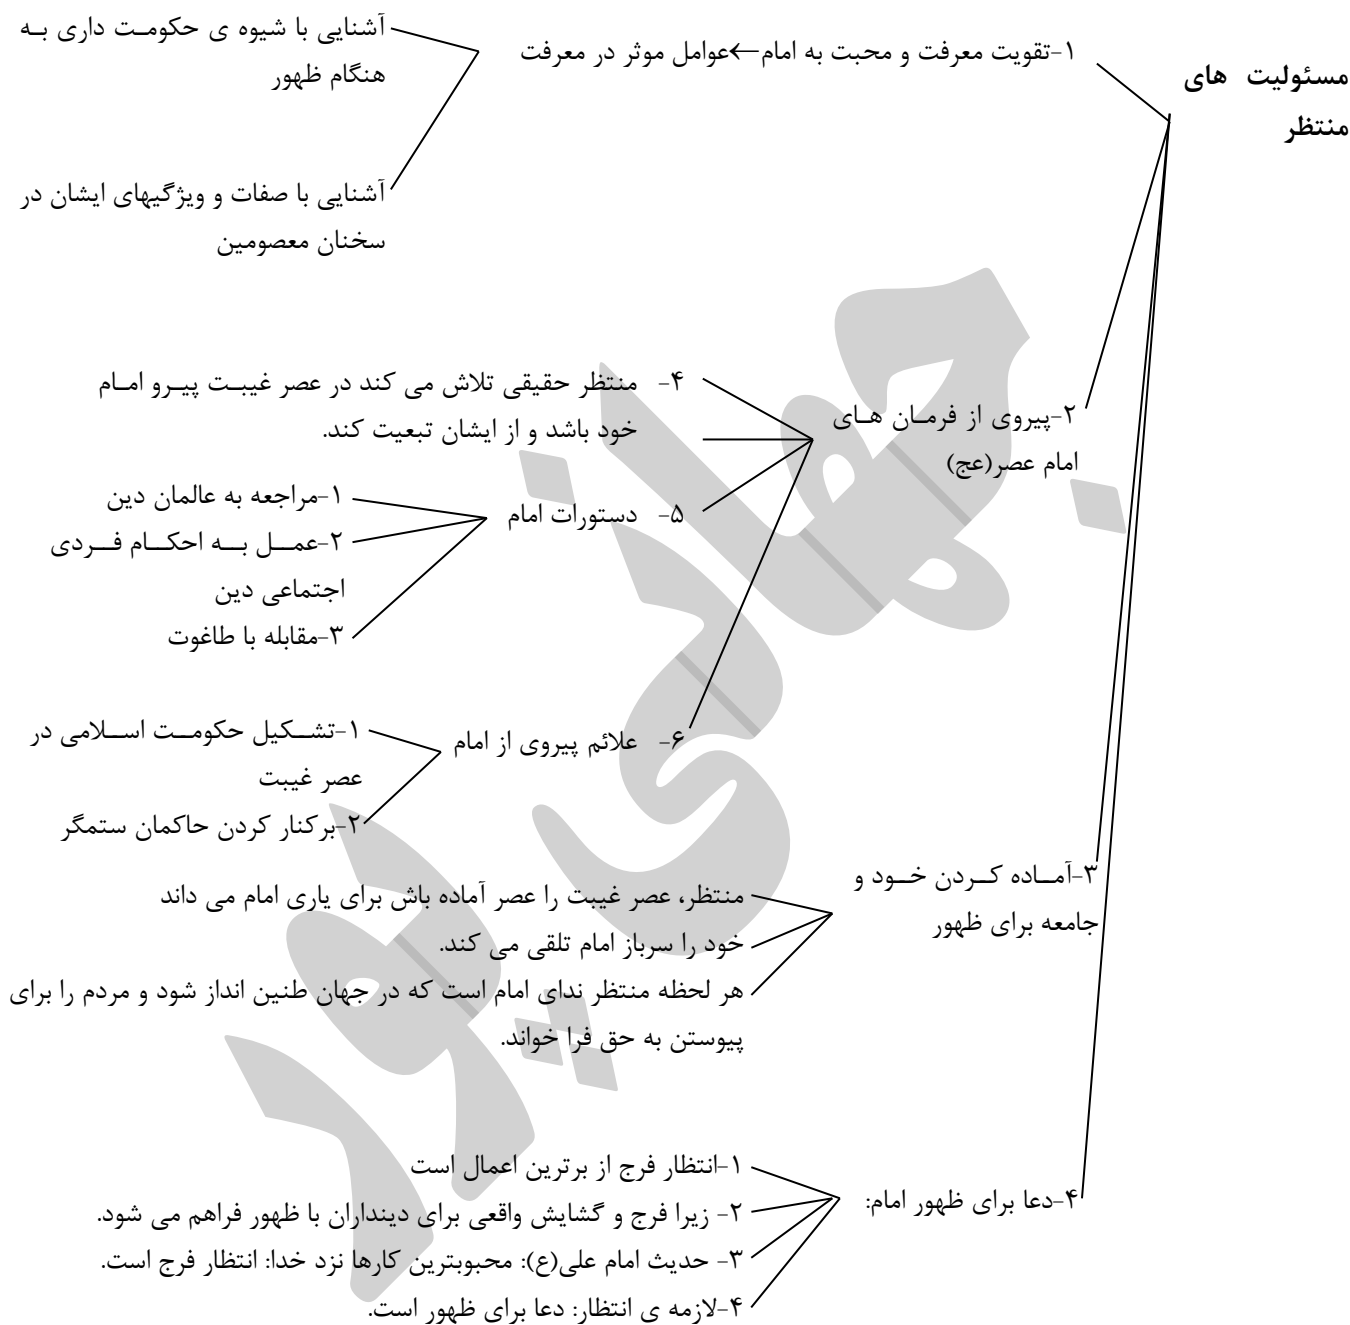 مسئولیت های
منتظر
۱-تقویت معرفت و محبت به امام←عوامل موثر در معرفت
آشنایی با شیوه ی حکومت داری به
هنگام ظهور
آشنایی با صفات و ویژگیهای ایشان در
سخنان معصومین
۲-پیروی از فرمان های
امام عصر(عج)
۴- منتظر حقیقی تلاش می کند در عصر غیبت پیرو امام
خود باشد و از ایشان تبعیت کند.
۵- دستورات امام
۱-مراجعه به عالمان دین
۲-عمل به احکام فردی
اجتماعی دین
۳-مقابله با طاغوت
۶- علائم پیروی از امام
۱-تشکیل حکومت اسلامی در
عصر غیبت
۲-برکنار کردن حاکمان ستمگر
۳-آماده کردن خود و
جامعه برای ظهور
منتظر، عصر غیبت را عصر آماده باش برای یاری امام می داند
خود را سرباز امام تلقی می کند.
هر لحظه منتظر ندای امام است که در جهان طنین انداز شود و مردم را برای
پیوستن به حق فرا خواند.
۴-دعا برای ظهور امام:
۱-انتظار فرج از برترین اعمال است
۲- زیرا فرج و گشایش واقعی برای دینداران با ظهور فراهم می شود.
۳- حدیث امام علی(ع): محبوبترین کارها نزد خدا: انتظار فرج است.
۴-لازمه ی انتظار: دعا برای ظهور است.
جهانی پور